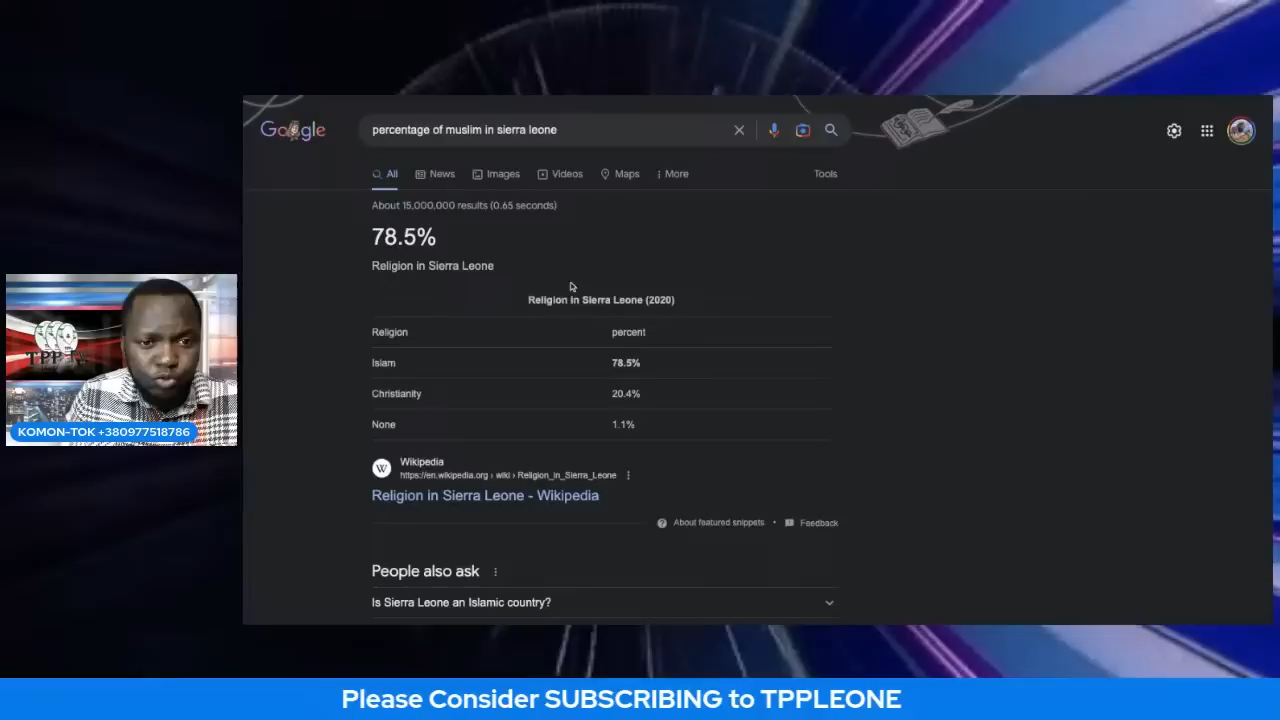 Google
percentage of muslim in sierra leone
All News Images Videos Maps More Tools
About 15,000,000 results (0.65 seconds)
78.5%
Religion in Sierra Leone
Religion in Sierra Leone (2020)
Religion percent
Islam 78.5%
Christianity 20.4%
None 1.1%
W
Wikipedia
https://en.wikipedia.org › wiki › Religion_in_Sierra_Leone
Religion in Sierra Leone - Wikipedia
About featured snippets • Feedback
People also ask
Is Sierra Leone an Islamic country?
TPP
KOMON-TOK +380977518786
Please Consider SUBSCRIBING to TPPLEONE